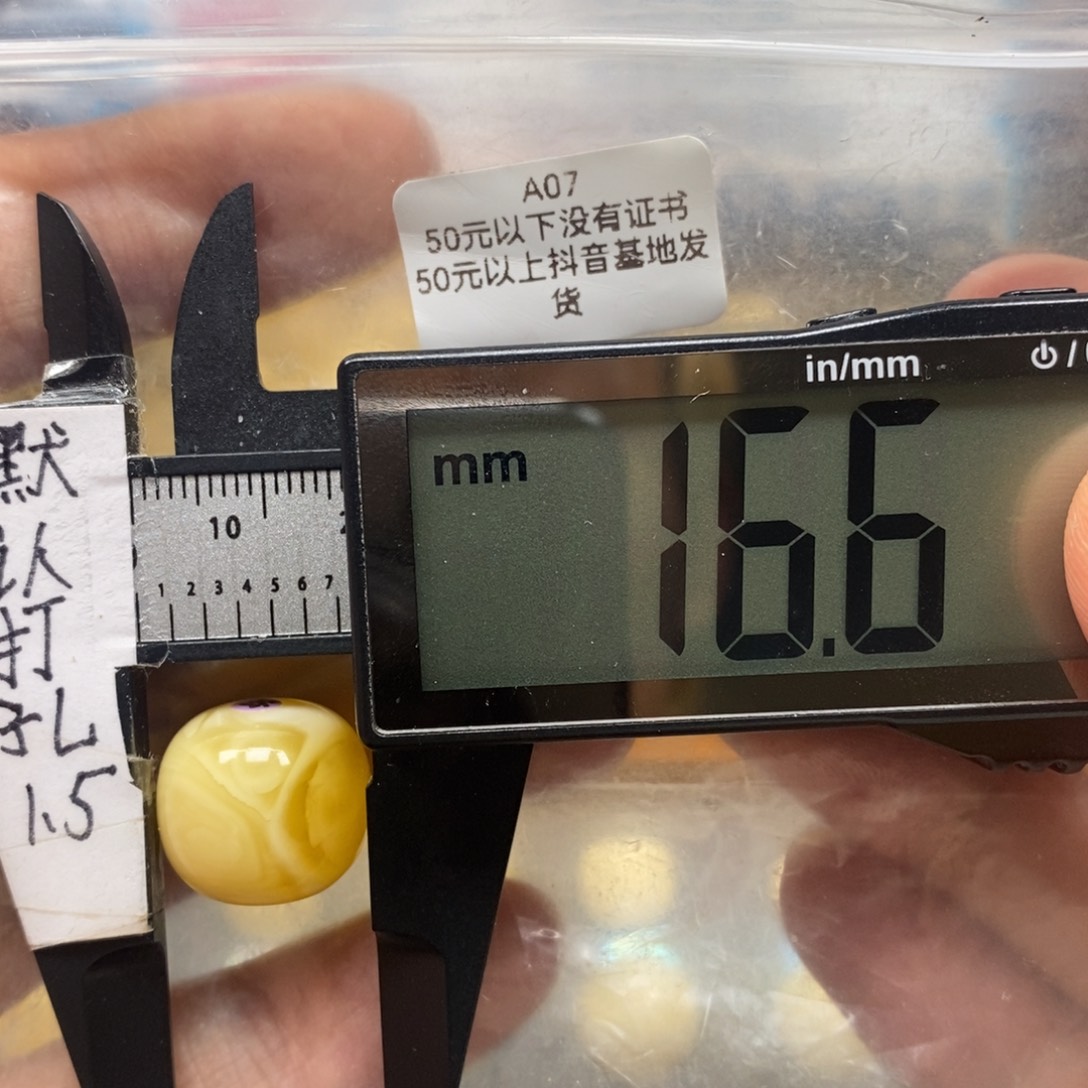 A07
50元以下没有证书
50元以上抖音基地发
货
in/mm
mm
16.6
10
1 2 3 4 5 6 7
默
认
打
孔
1.5